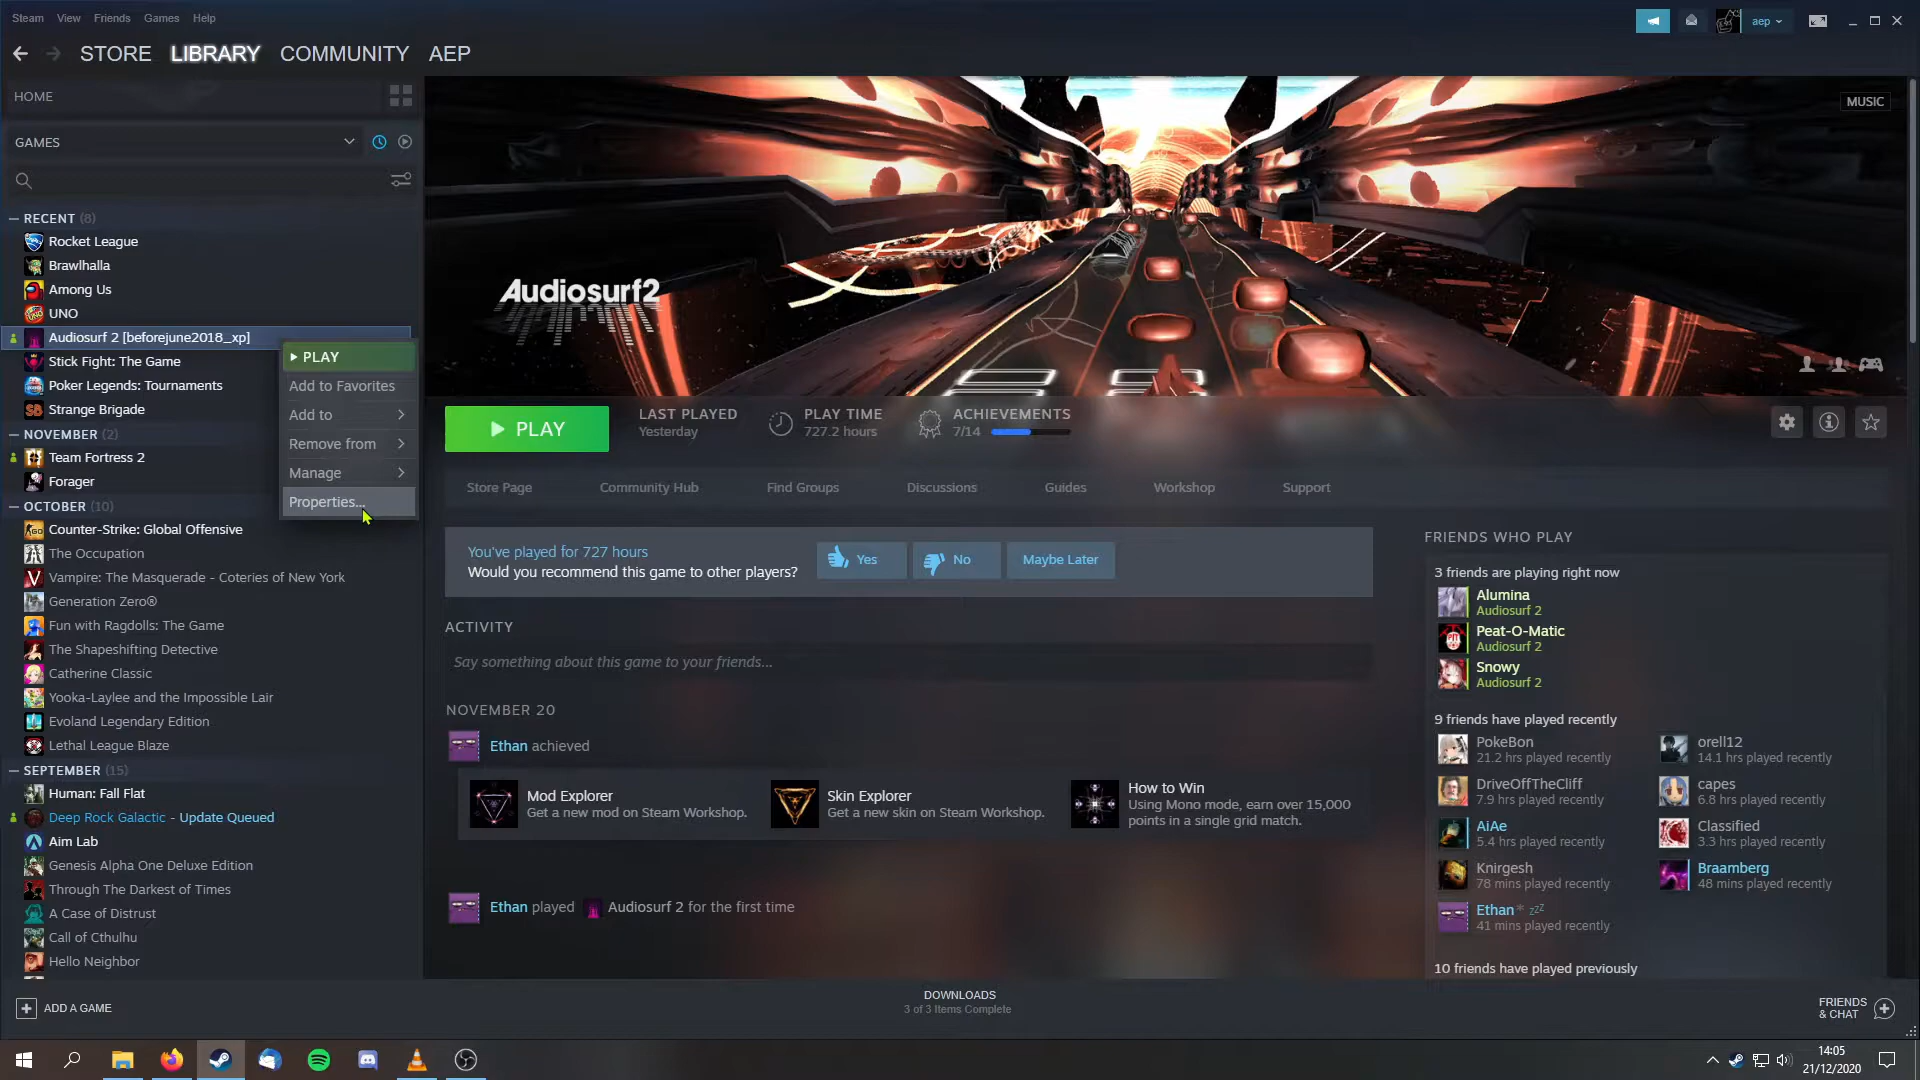 Steam View Friends Games Help
aep
STORE LIBRARY COMMUNITY AEP
HOME
MUSIC
GAMES
RECENT (8)
Rocket League
Brawlhalla
Among Us
UNO
Audiosurf 2 [beforejune2018_xp]
Stick Fight: The Game
Poker Legends: Tournaments
Strange Brigade
NOVEMBER (2)
Team Fortress 2
Forager
OCTOBER (10)
Counter-Strike: Global Offensive
The Occupation
Vampire: The Masquerade - Coteries of New York
Generation Zero®
Fun with Ragdolls: The Game
The Shapeshifting Detective
Catherine Classic
Yooka-Laylee and the Impossible Lair
Evoland Legendary Edition
Lethal League Blaze
SEPTEMBER (15)
Human: Fall Flat
Deep Rock Galactic - Update Queued
Aim Lab
Genesis Alpha One Deluxe Edition
Through The Darkest of Times
A Case of Distrust
Call of Cthulhu
Hello Neighbor
ADD A GAME
PLAY
Add to Favorites
Add to
Remove from
Manage
Properties...
Audiosurf2
PLAY
LAST PLAYED
Yesterday
PLAY TIME
727.2 hours
ACHIEVEMENTS
7/14
Store Page Community Hub Find Groups Discussions Guides Workshop Support
You've played for 727 hours
Would you recommend this game to other players?
Yes
No
Maybe Later
ACTIVITY
Say something about this game to your friends...
NOVEMBER 20
Ethan achieved
Mod Explorer
Get a new mod on Steam Workshop.
Skin Explorer
Get a new skin on Steam Workshop.
How to Win
Using Mono mode, earn over 15,000
points in a single grid match.
Ethan played Audiosurf 2 for the first time
FRIENDS WHO PLAY
3 friends are playing right now
Alumina
Audiosurf 2
Peat-O-Matic
Audiosurf 2
Snowy
Audiosurf 2
9 friends have played recently
PokeBon
21.2 hrs played recently
orell12
14.1 hrs played recently
DriveOffTheCliff
7.9 hrs played recently
capes
6.8 hrs played recently
AiAe
5.4 hrs played recently
Classified
3.3 hrs played recently
Knirgesh
78 mins played recently
Braamberg
48 mins played recently
Ethan* zzZ
41 mins played recently
10 friends have played previously
DOWNLOADS
3 of 3 Items Complete
FRIENDS
& CHAT
14:05
21/12/2020